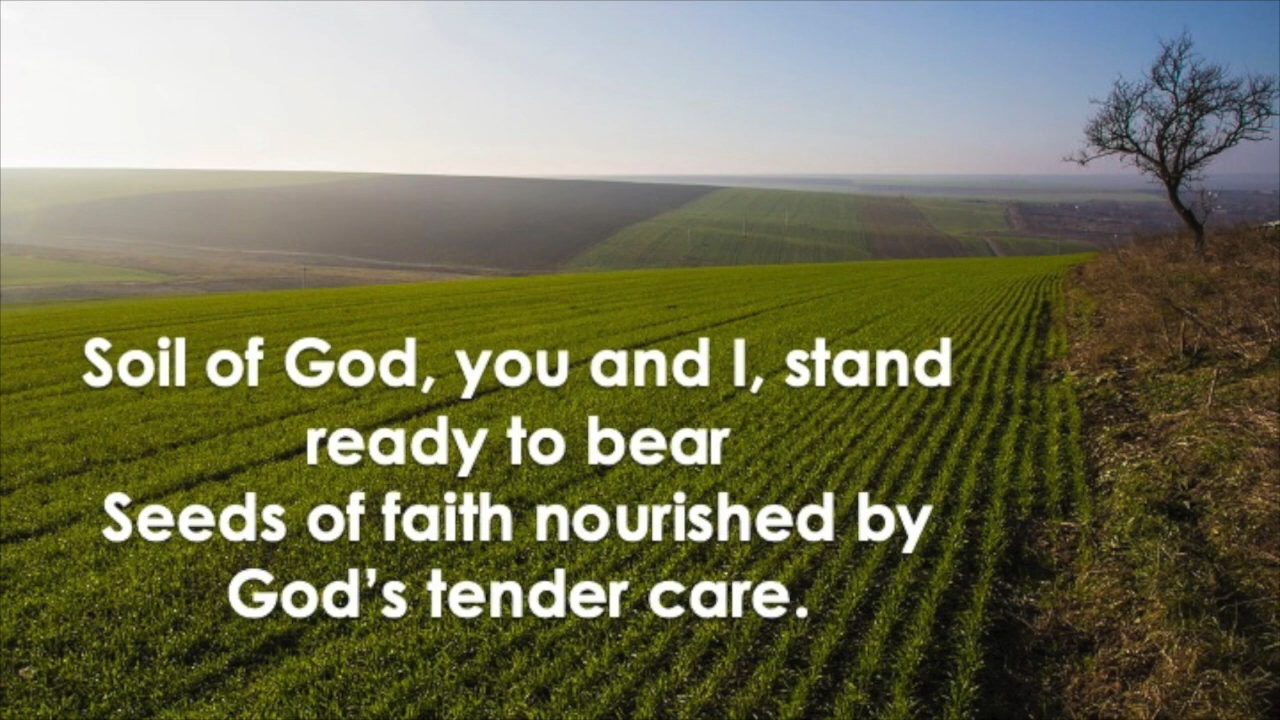 Soil of God, you and I, stand
ready to bear
Seeds of faith nourished by
God’s tender care.